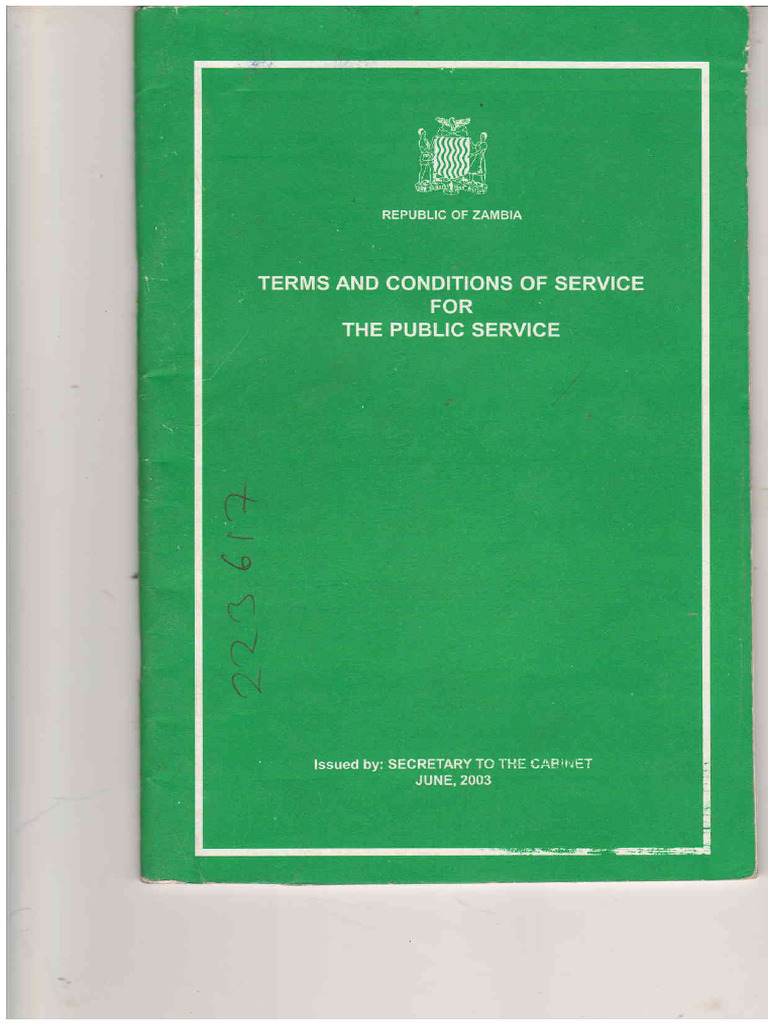 REPUBLIC OF ZAMBIA
TERMS AND CONDITIONS OF SERVICE
FOR
THE PUBLIC SERVICE
223617
Issued by: SECRETARY TO THE CABINET
JUNE, 2003